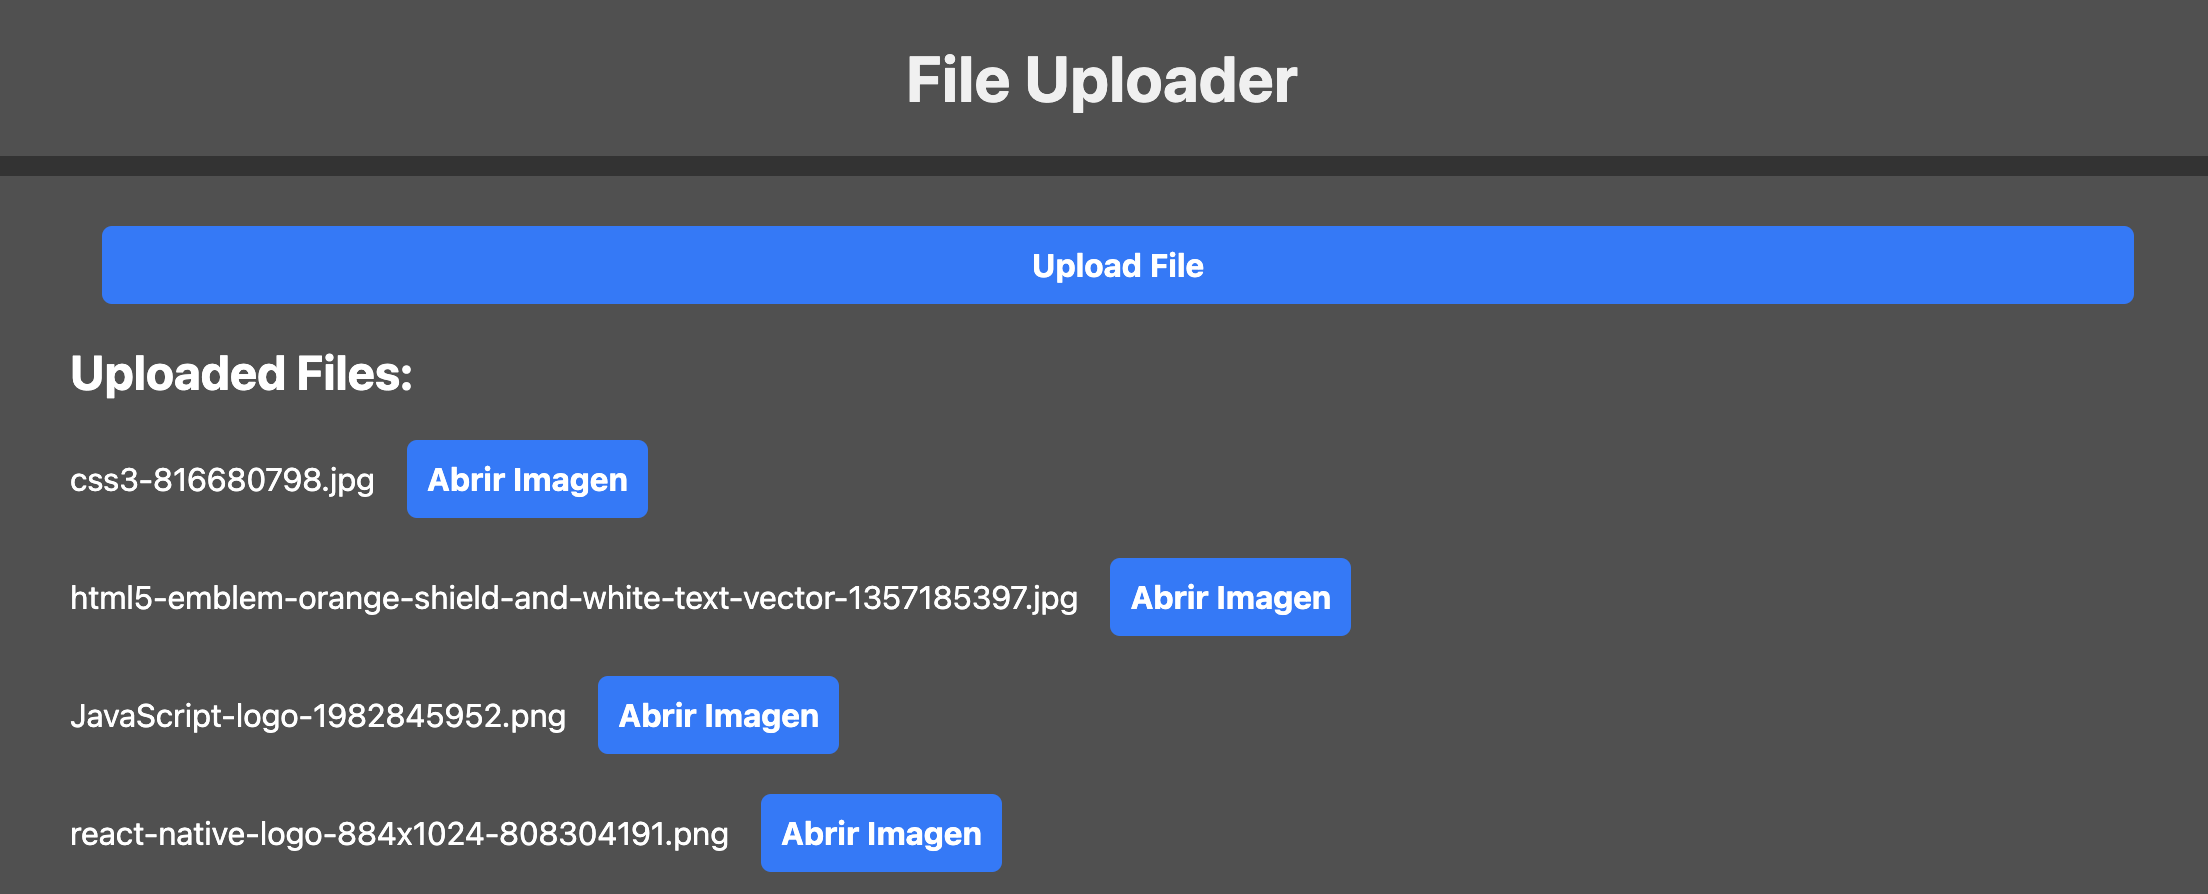 File Uploader
Upload File
Uploaded Files:
css3-816680798.jpg Abrir Imagen
html5-emblem-orange-shield-and-white-text-vector-1357185397.jpg Abrir Imagen
JavaScript-logo-1982845952.png Abrir Imagen
react-native-logo-884x1024-808304191.png Abrir Imagen